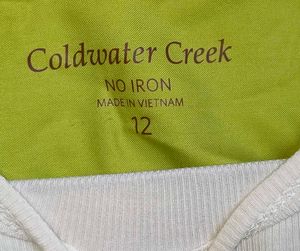 Coldwater Creek
NO IRON
MADE IN VIETNAM
12